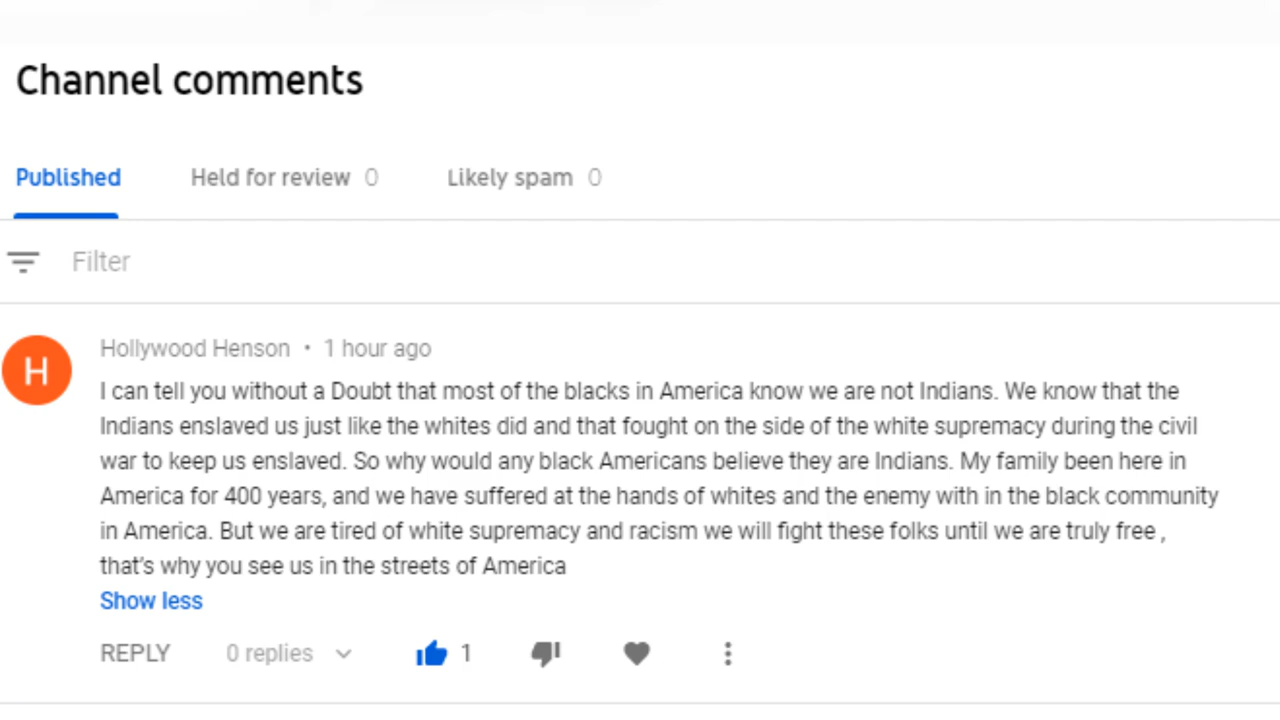 Channel comments
Published Held for review 0 Likely spam 0
Filter
H
Hollywood Henson • 1 hour ago
I can tell you without a Doubt that most of the blacks in America know we are not Indians. We know that the
Indians enslaved us just like the whites did and that fought on the side of the white supremacy during the civil
war to keep us enslaved. So why would any black Americans believe they are Indians. My family been here in
America for 400 years, and we have suffered at the hands of whites and the enemy with in the black community
in America. But we are tired of white supremacy and racism we will fight these folks until we are truly free ,
that's why you see us in the streets of America
Show less
REPLY 0 replies 1